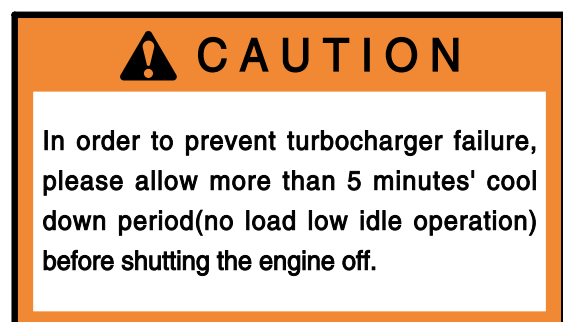 CAUTION
In order to prevent turbocharger failure,
please allow more than 5 minutes' cool
down period(no load low idle operation)
before shutting the engine off.